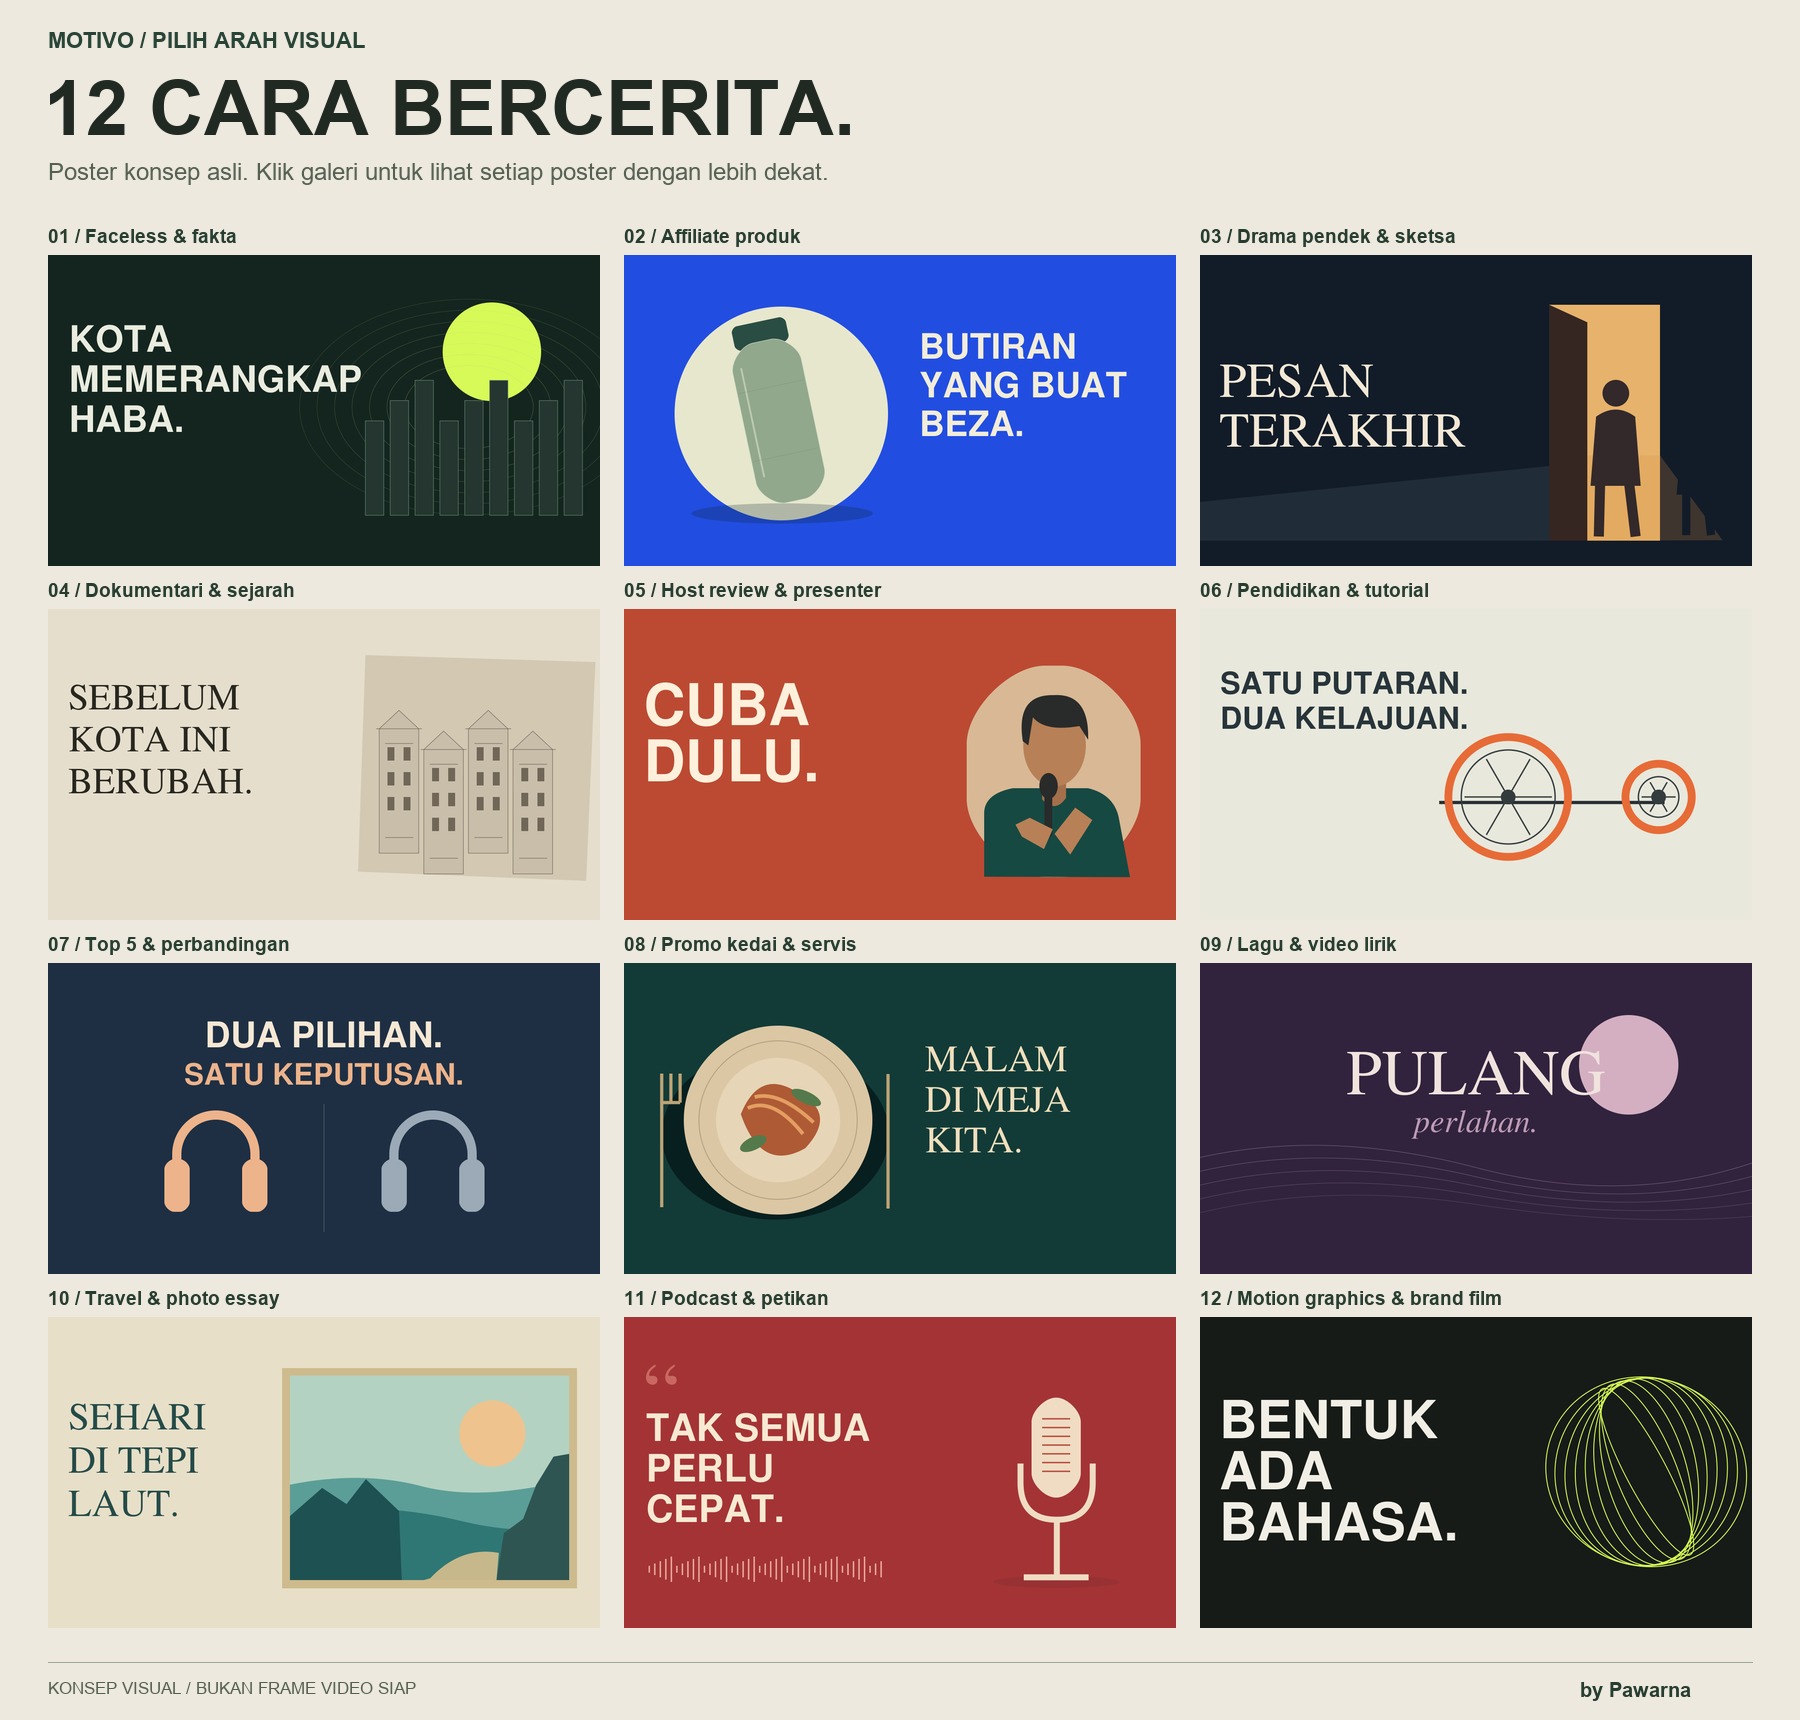 MOTIVO / PILIH ARAH VISUAL
12 CARA BERCERITA.
Poster konsep asli. Klik galeri untuk lihat setiap poster dengan lebih dekat.
01 / Faceless & fakta
KOTA
MEMERANGKAP
HABA.
02 / Affiliate produk
BUTIRAN
YANG BUAT
BEZA.
03 / Drama pendek & sketsa
PESAN
TERAKHIR
04 / Dokumentari & sejarah
SEBELUM
KOTA INI
BERUBAH.
05 / Host review & presenter
CUBA
DULU.
06 / Pendidikan & tutorial
SATU PUTARAN.
DUA KELAJUAN.
07 / Top 5 & perbandingan
DUA PILIHAN.
SATU KEPUTUSAN.
08 / Promo kedai & servis
MALAM
DI MEJA
KITA.
09 / Lagu & video lirik
PULANG
perlahan.
10 / Travel & photo essay
SEHARI
DI TEPI
LAUT.
11 / Podcast & petikan
“
TAK SEMUA
PERLU
CEPAT.
12 / Motion graphics & brand film
BENTUK
ADA
BAHASA.
KONSEP VISUAL / BUKAN FRAME VIDEO SIAP
by Pawarna